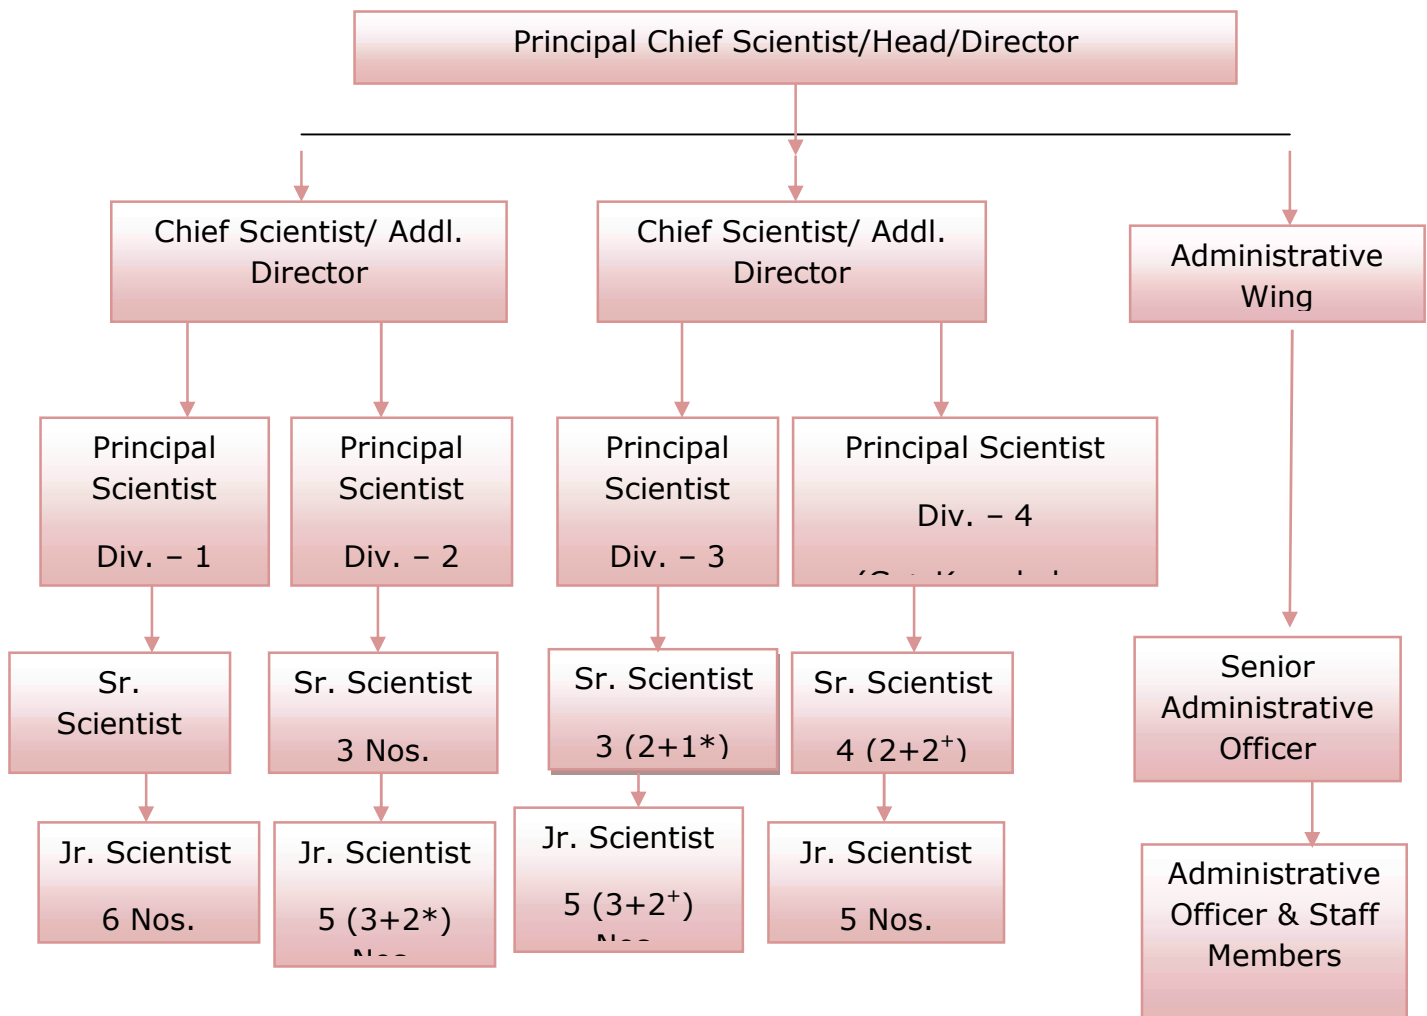 Principal Chief Scientist/Head/Director
Chief Scientist/ Addl.
Director
Chief Scientist/ Addl.
Director
Administrative
Wing
Principal
Scientist
Div. – 1
Principal
Scientist
Div. – 2
Principal
Scientist
Div. – 3
Principal Scientist
Div. – 4
Sr.
Scientist
Sr. Scientist
3 Nos.
Sr. Scientist
3 (2+1*)
Sr. Scientist
4 (2+2⁺)
Senior
Administrative
Officer
Jr. Scientist
6 Nos.
Jr. Scientist
5 (3+2*)
Nos.
Jr. Scientist
5 (3+2⁺)
Nos.
Jr. Scientist
5 Nos.
Administrative
Officer & Staff
Members